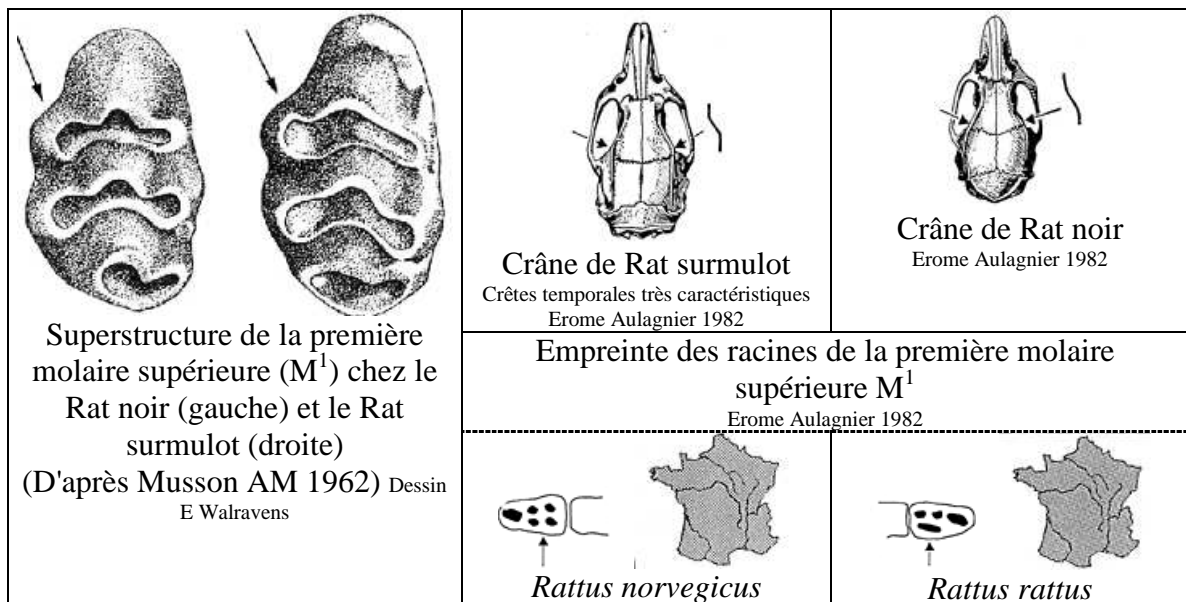 Superstructure de la première
molaire supérieure (M¹) chez le
Rat noir (gauche) et le Rat
surmulot (droite)
(D'après Musson AM 1962) Dessin
E Walravens
Crâne de Rat surmulot
Crêtes temporales très caractéristiques
Erome Aulagnier 1982
Crâne de Rat noir
Erome Aulagnier 1982
Empreinte des racines de la première molaire
supérieure M¹
Erome Aulagnier 1982
Rattus norvegicus
Rattus rattus